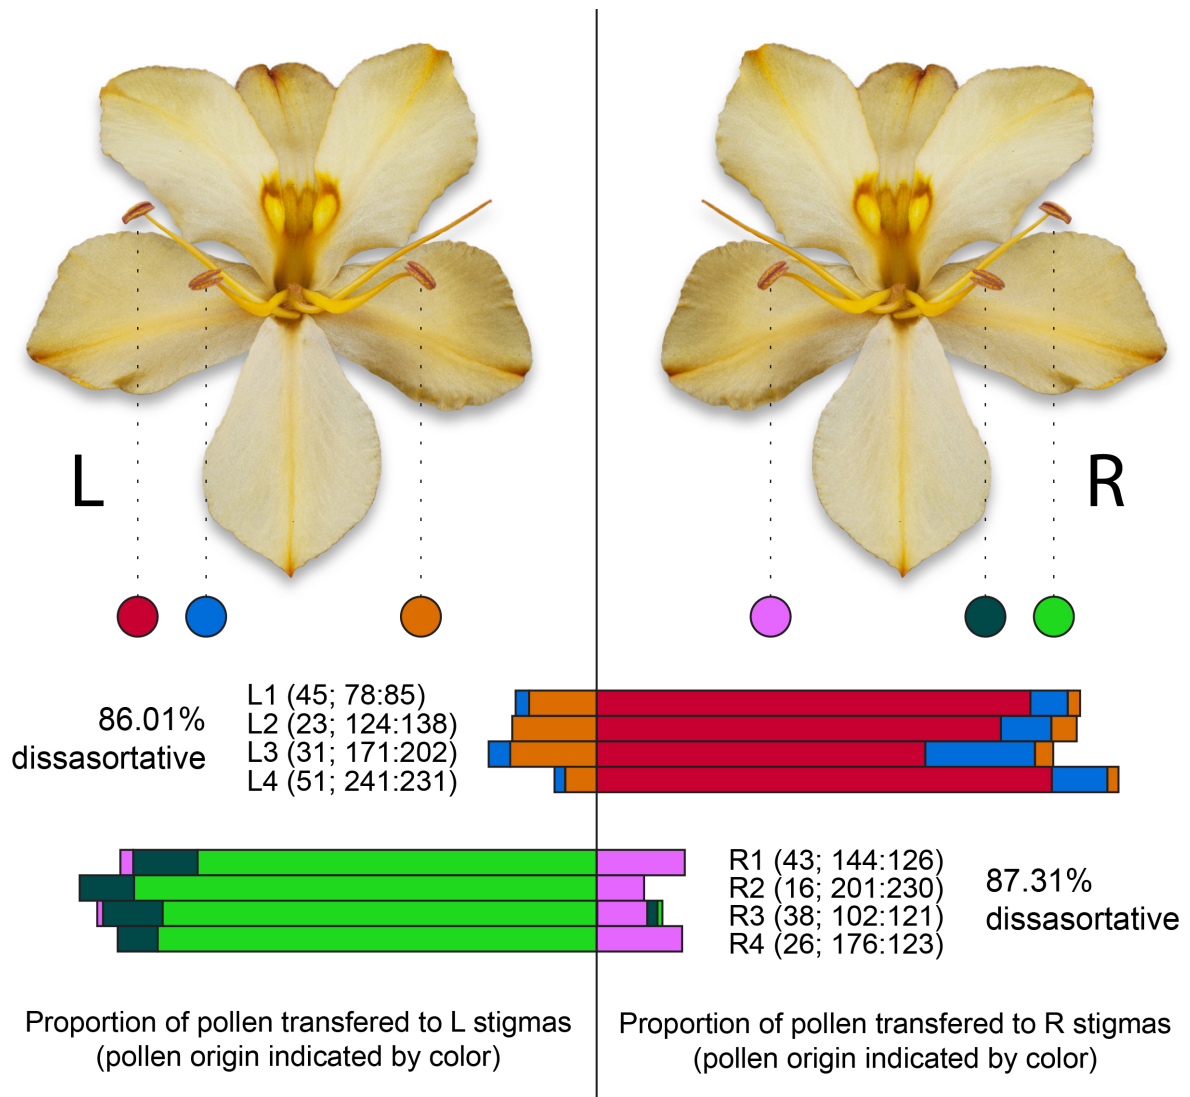 L
R
L1 (45; 78:85)
L2 (23; 124:138)
L3 (31; 171:202)
L4 (51; 241:231)
86.01%
dissasortative
R1 (43; 144:126)
R2 (16; 201:230)
R3 (38; 102:121)
R4 (26; 176:123)
87.31%
dissasortative
Proportion of pollen transfered to L stigmas
(pollen origin indicated by color)
Proportion of pollen transfered to R stigmas
(pollen origin indicated by color)